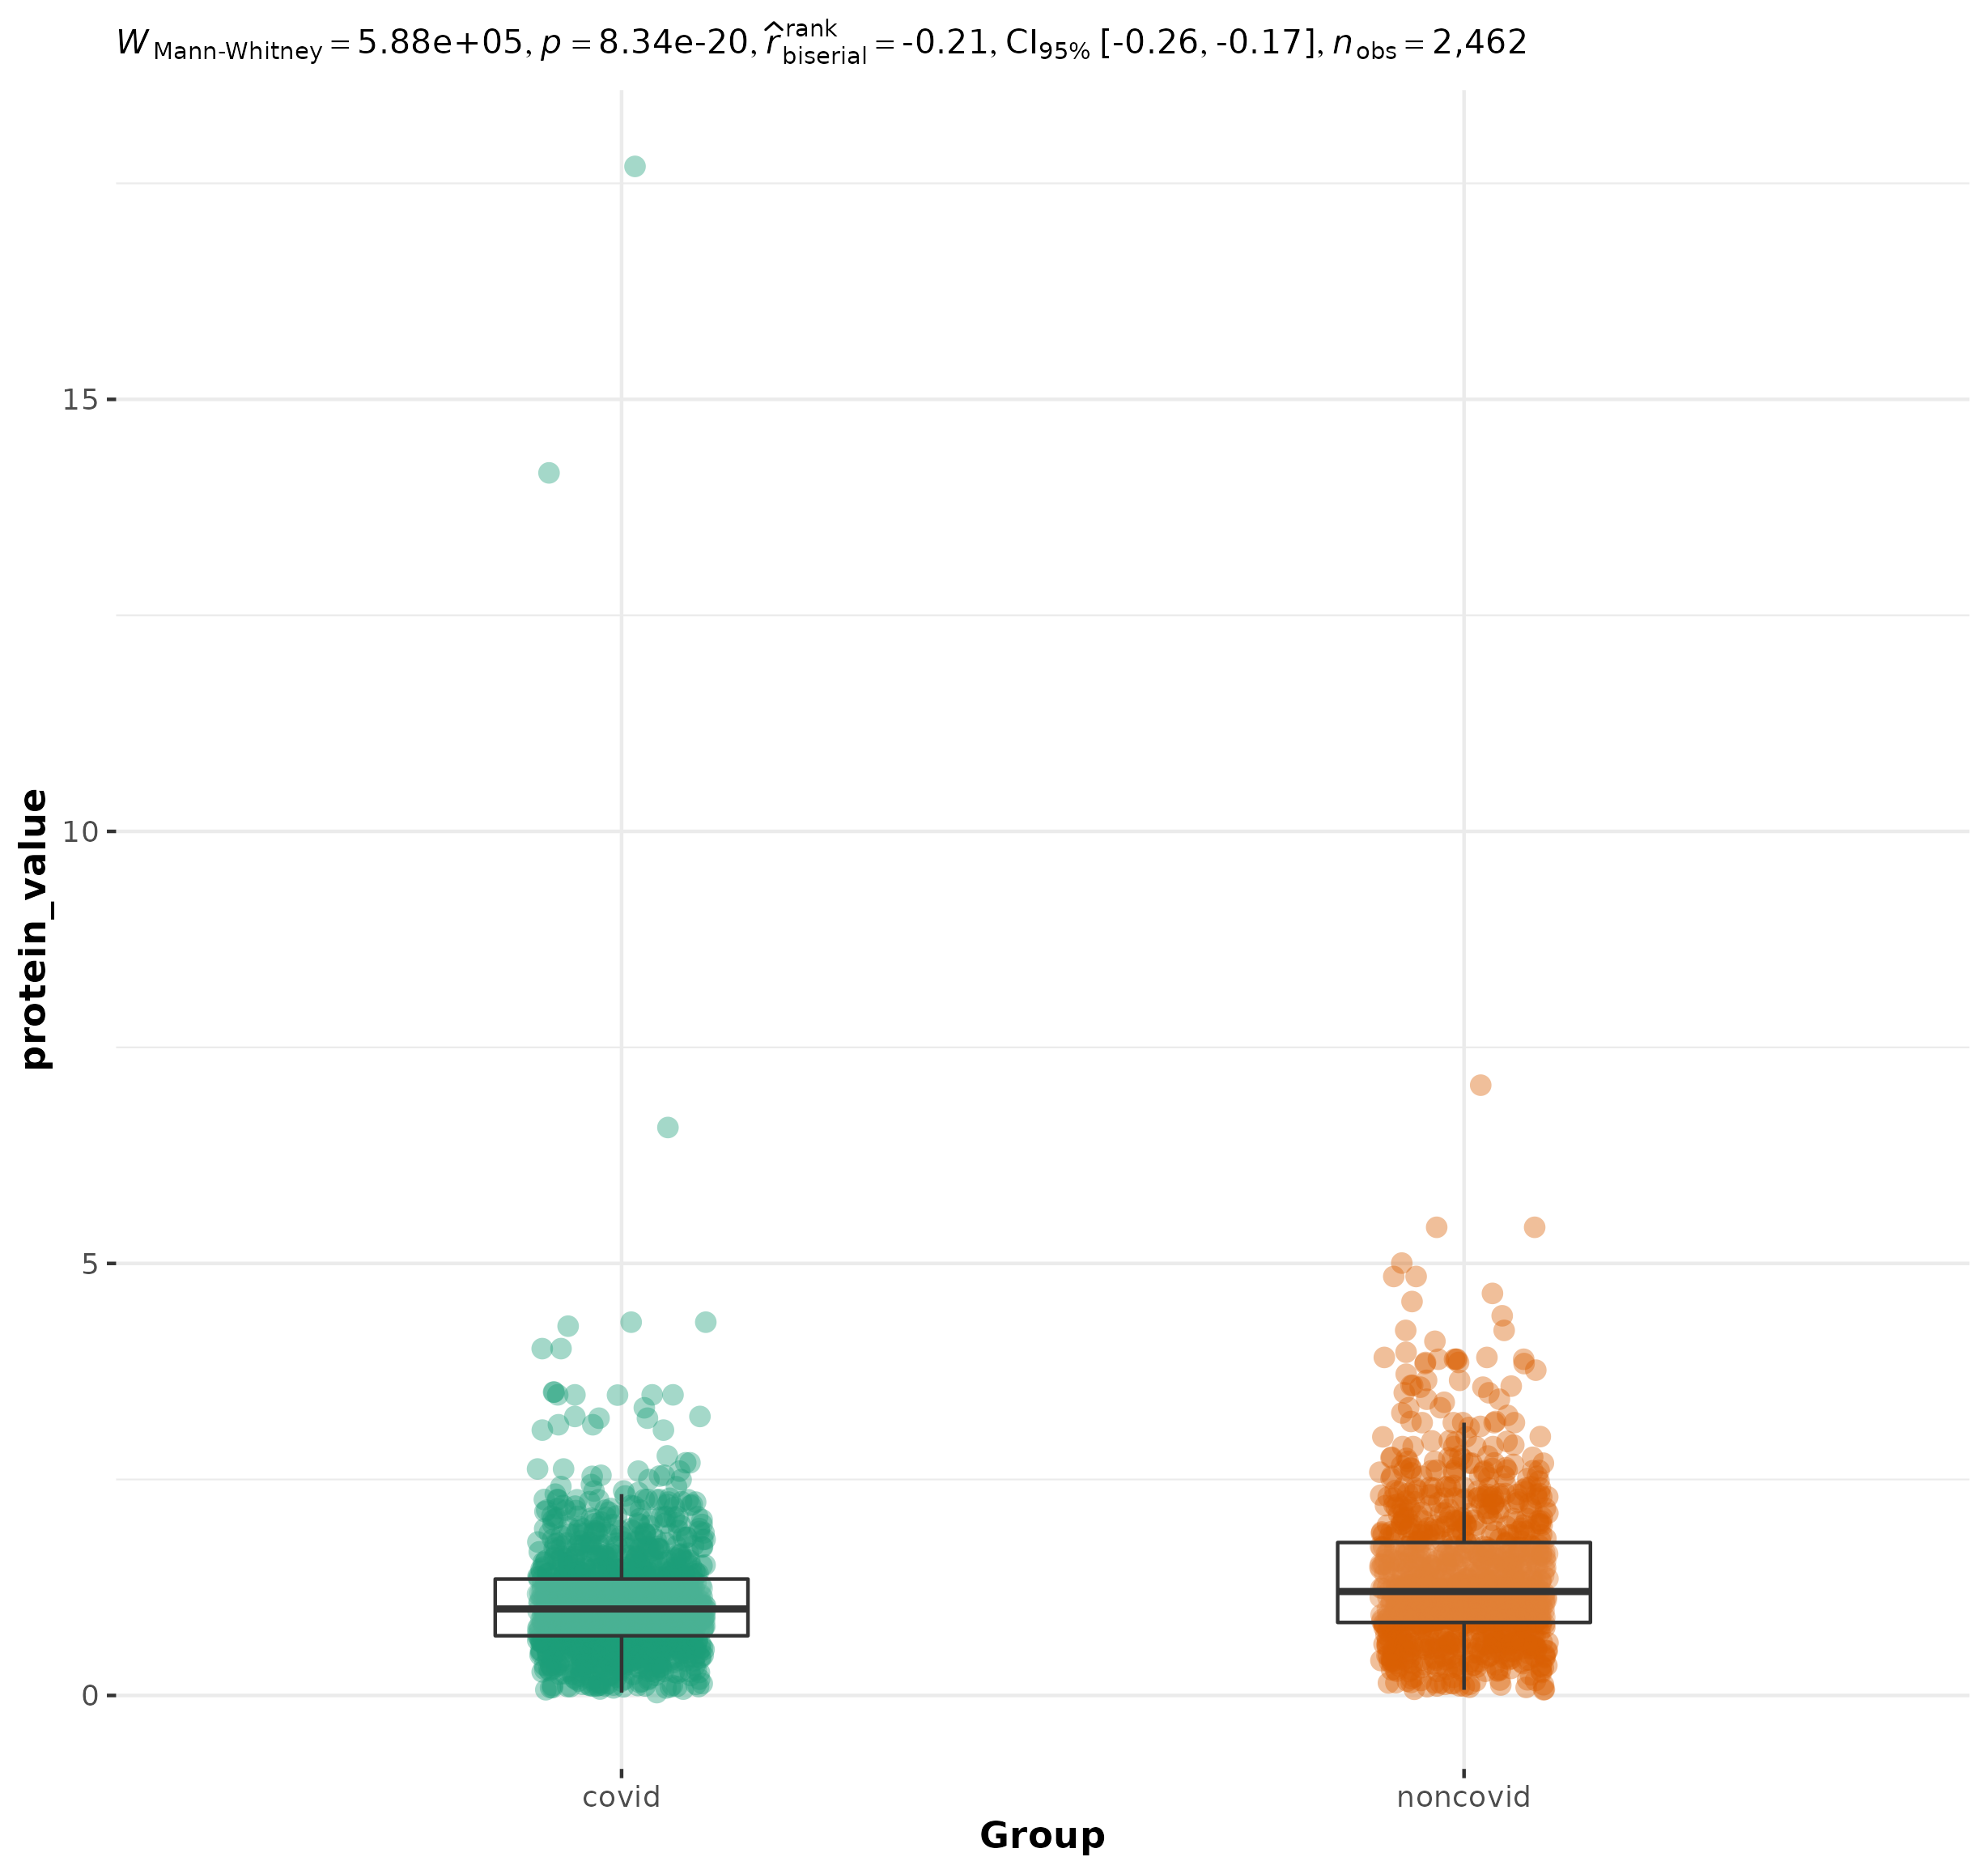 W Mann-Whitney = 5.88e+05, p = 8.34e-20, r̂ rank biserial = -0.21, CI95% [-0.26, -0.17], nobs = 2,462
15
10
5
0
protein_value
covid noncovid
Group